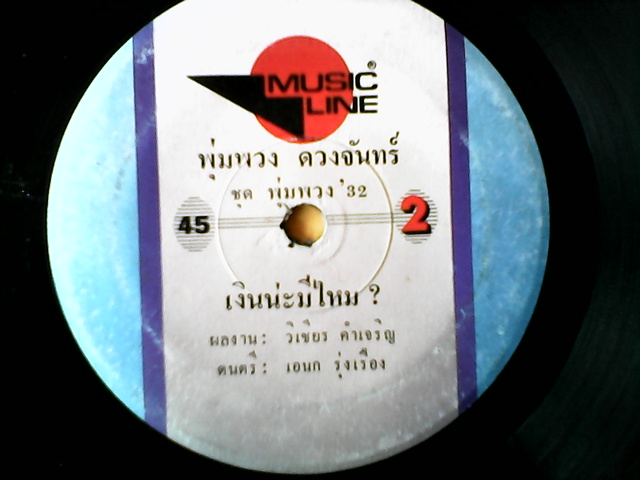 MUSIC®
LINE
พุ่มพวง ดวงจันทร์
ชุด พุ่มพวง '32
45 2
เงินน่ะมีไหม ?
ผลงาน: วิเชียร คำเจริญ
ดนตรี: เอนก รุ่งเรือง